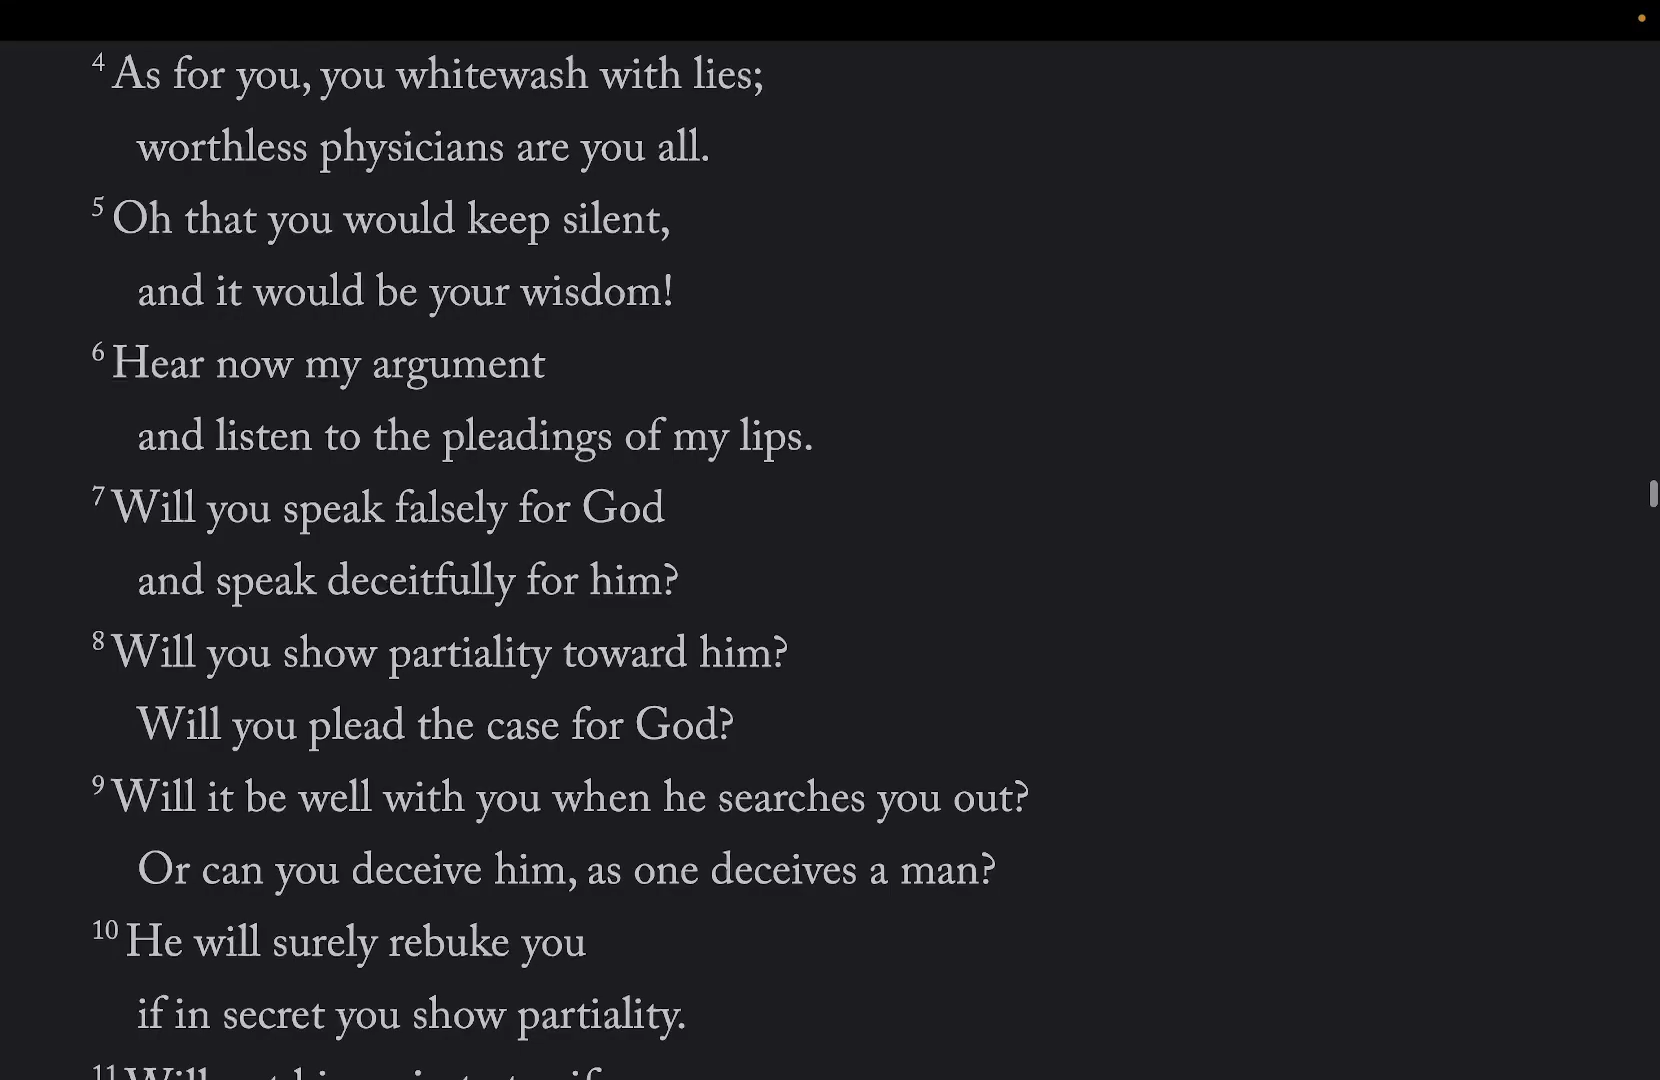 4 As for you, you whitewash with lies;
worthless physicians are you all.
5 Oh that you would keep silent,
and it would be your wisdom!
6 Hear now my argument
and listen to the pleadings of my lips.
7 Will you speak falsely for God
and speak deceitfully for him?
8 Will you show partiality toward him?
Will you plead the case for God?
9 Will it be well with you when he searches you out?
Or can you deceive him, as one deceives a man?
10 He will surely rebuke you
if in secret you show partiality.
11 Will